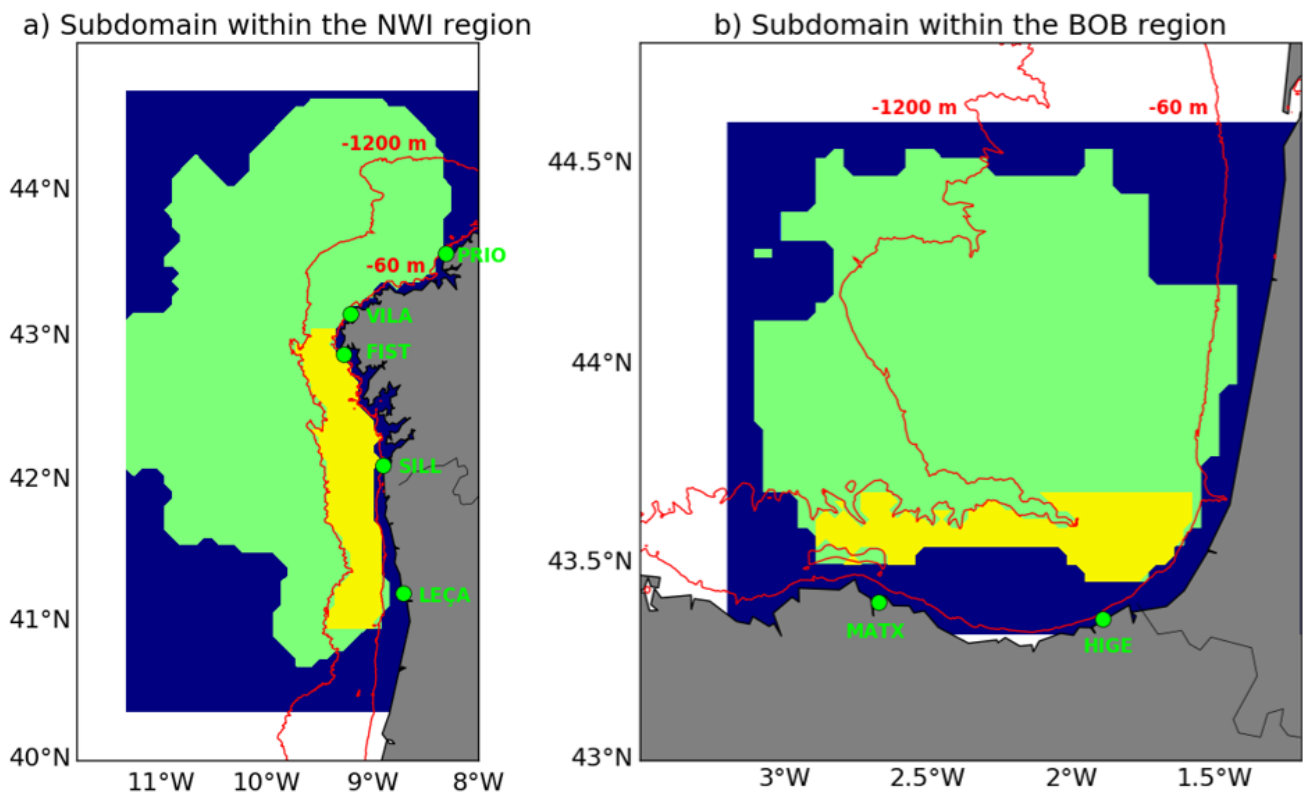 a) Subdomain within the NWI region
44°N
43°N
42°N
41°N
40°N
11°W 10°W 9°W 8°W
-1200 m
-60 m
PRIO
VILA
FIST
SILL
LEÇA
b) Subdomain within the BOB region
44.5°N
44°N
43.5°N
43°N
3°W 2.5°W 2°W 1.5°W
-1200 m -60 m
MATX
HIGE